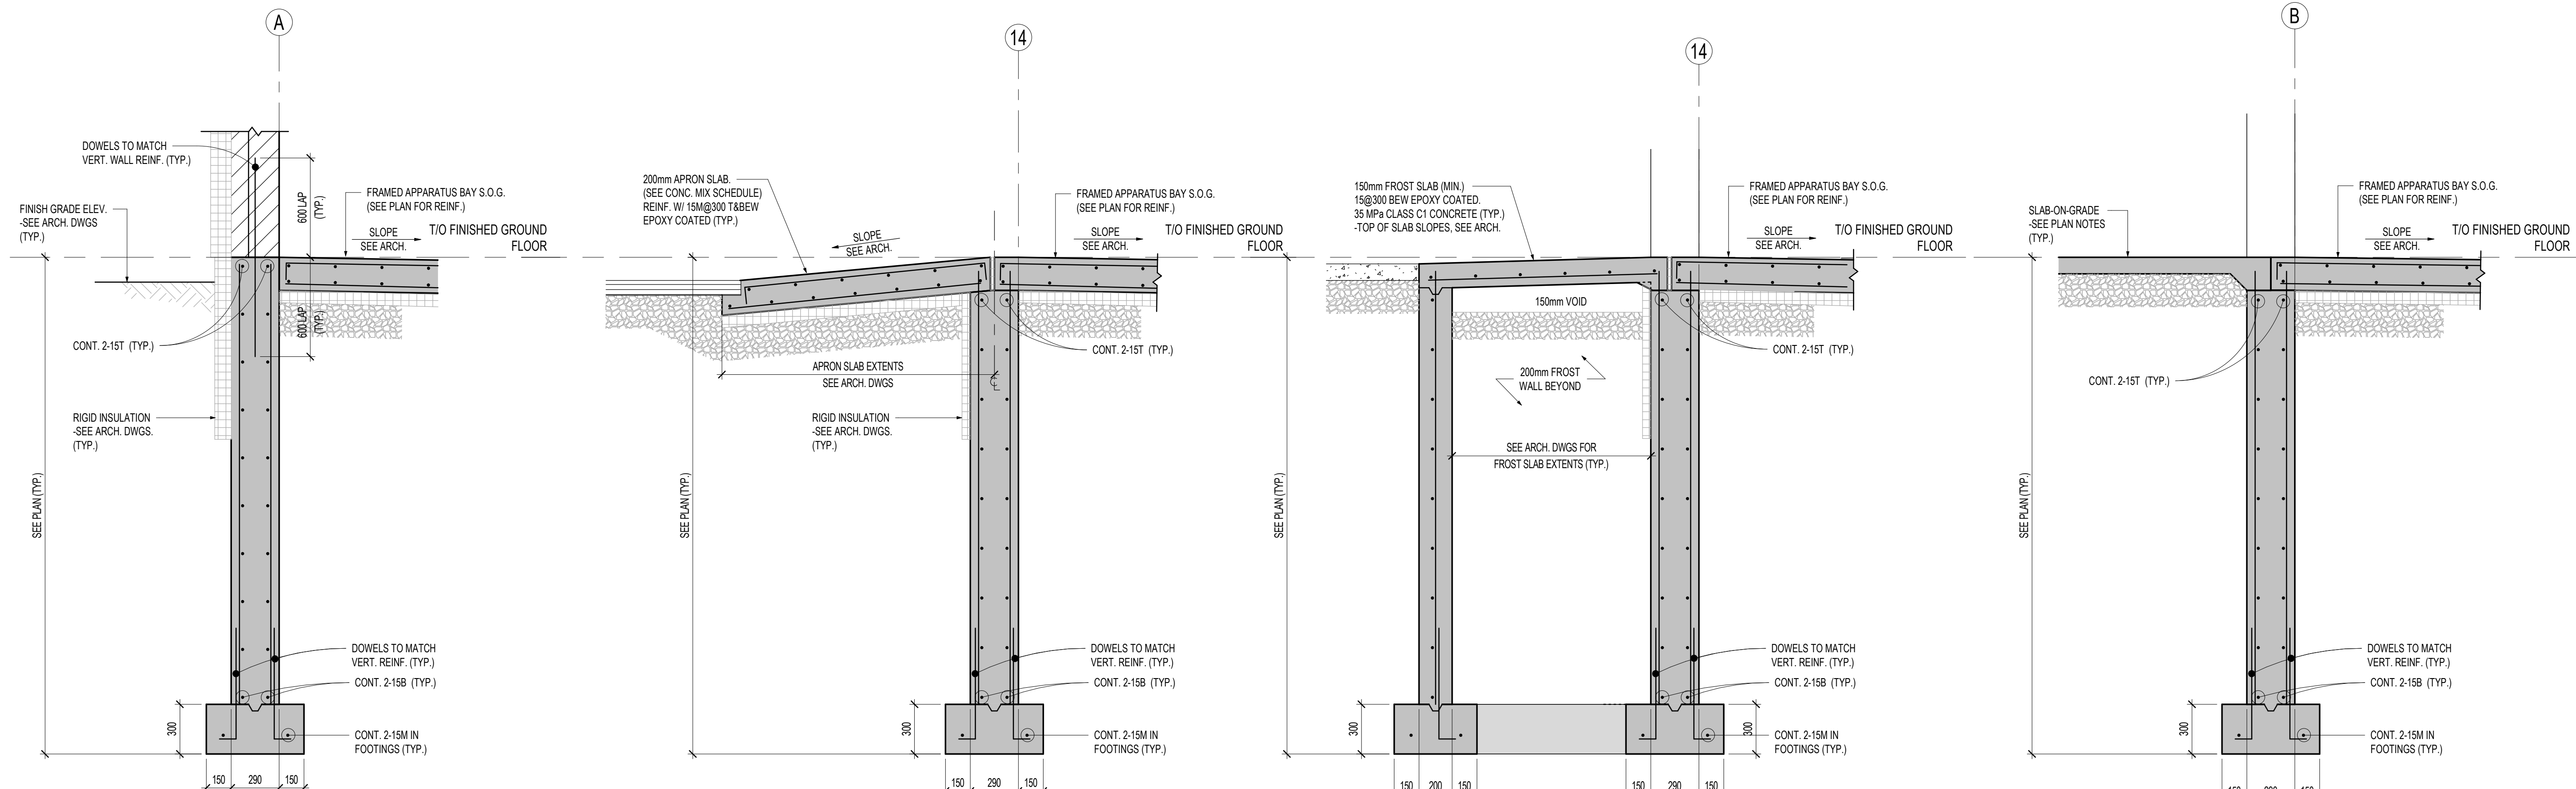 A
DOWELS TO MATCH
VERT. WALL REINF. (TYP.)
600 LAP
(TYP.)
FRAMED APPARATUS BAY S.O.G.
(SEE PLAN FOR REINF.)
FINISH GRADE ELEV.
-SEE ARCH. DWGS
(TYP.)
SLOPE
SEE ARCH.
T/O FINISHED GROUND
FLOOR
600 LAP
(TYP.)
CONT. 2-15T (TYP.)
RIGID INSULATION
-SEE ARCH. DWGS.
(TYP.)
SEE PLAN (TYP.)
DOWELS TO MATCH
VERT. REINF. (TYP.)
CONT. 2-15B (TYP.)
300
CONT. 2-15M IN
FOOTINGS (TYP.)
150
290
150
14
200mm APRON SLAB.
(SEE CONC. MIX SCHEDULE)
REINF. W/ 15M@300 T&BEW
EPOXY COATED (TYP.)
FRAMED APPARATUS BAY S.O.G.
(SEE PLAN FOR REINF.)
SLOPE
SEE ARCH.
SLOPE
SEE ARCH.
T/O FINISHED GROUND
FLOOR
CONT. 2-15T (TYP.)
APRON SLAB EXTENTS
SEE ARCH. DWGS
RIGID INSULATION
-SEE ARCH. DWGS.
(TYP.)
SEE PLAN (TYP.)
DOWELS TO MATCH
VERT. REINF. (TYP.)
CONT. 2-15B (TYP.)
300
CONT. 2-15M IN
FOOTINGS (TYP.)
150
290
150
14
150mm FROST SLAB (MIN.)
15@300 BEW EPOXY COATED.
35 MPa CLASS C1 CONCRETE (TYP.)
-TOP OF SLAB SLOPES, SEE ARCH.
FRAMED APPARATUS BAY S.O.G.
(SEE PLAN FOR REINF.)
SLOPE
SEE ARCH.
T/O FINISHED GROUND
FLOOR
150mm VOID
CONT. 2-15T (TYP.)
200mm FROST
WALL BEYOND
SEE ARCH. DWGS FOR
FROST SLAB EXTENTS (TYP.)
SEE PLAN (TYP.)
DOWELS TO MATCH
VERT. REINF. (TYP.)
CONT. 2-15B (TYP.)
300
300
CONT. 2-15M IN
FOOTINGS (TYP.)
150
200
150
150
290
150
B
FRAMED APPARATUS BAY S.O.G.
(SEE PLAN FOR REINF.)
SLAB-ON-GRADE
-SEE PLAN NOTES
(TYP.)
SLOPE
SEE ARCH.
T/O FINISHED GROUND
FLOOR
CONT. 2-15T (TYP.)
SEE PLAN (TYP.)
DOWELS TO MATCH
VERT. REINF. (TYP.)
CONT. 2-15B (TYP.)
300
CONT. 2-15M IN
FOOTINGS (TYP.)